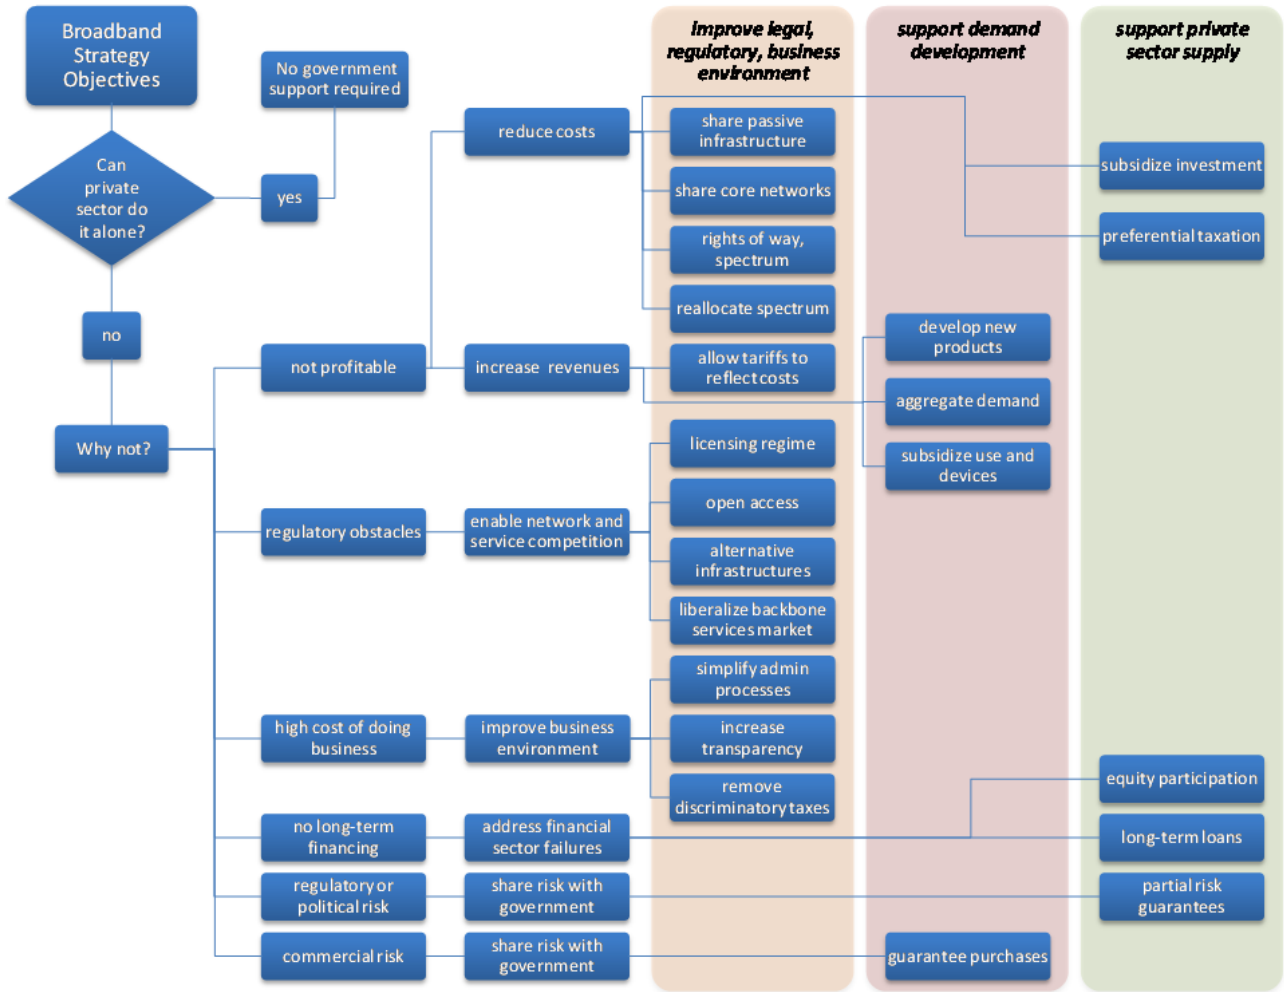 Broadband
Strategy
Objectives
No government
support required
Can
private
sector do
it alone?
yes
no
Why not?
improve legal,
regulatory, business
environment
support demand
development
support private
sector supply
reduce costs
share passive
infrastructure
share core networks
rights of way,
spectrum
reallocate spectrum
subsidize investment
preferential taxation
not profitable
increase revenues
allow tariffs to
reflect costs
develop new
products
aggregate demand
subsidize use and
devices
regulatory obstacles
enable network and
service competition
licensing regime
open access
alternative
infrastructures
liberalize backbone
services market
high cost of doing
business
improve business
environment
simplify admin
processes
increase
transparency
remove
discriminatory taxes
no long-term
financing
address financial
sector failures
equity participation
long-term loans
regulatory or
political risk
share risk with
government
partial risk
guarantees
commercial risk
share risk with
government
guarantee purchases